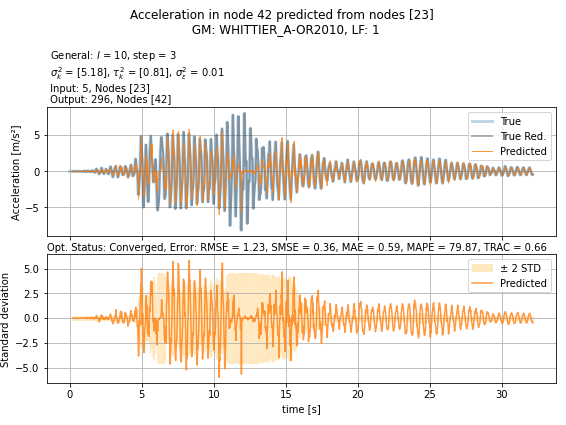 Acceleration in node 42 predicted from nodes [23]
GM: WHITTIER_A-OR2010, LF: 1
General: l = 10, step = 3
σ²ₖ = [5.18], τ²ₖ = [0.81], σ²ε = 0.01
Input: 5, Nodes [23]
Output: 296, Nodes [42]
Acceleration [m/s²]
5
0
−5
True
True Red.
Predicted
Opt. Status: Converged, Error: RMSE = 1.23, SMSE = 0.36, MAE = 0.59, MAPE = 79.87, TRAC = 0.66
Standard deviation
5.0
2.5
0.0
−2.5
−5.0
± 2 STD
Predicted
0 5 10 15 20 25 30
time [s]